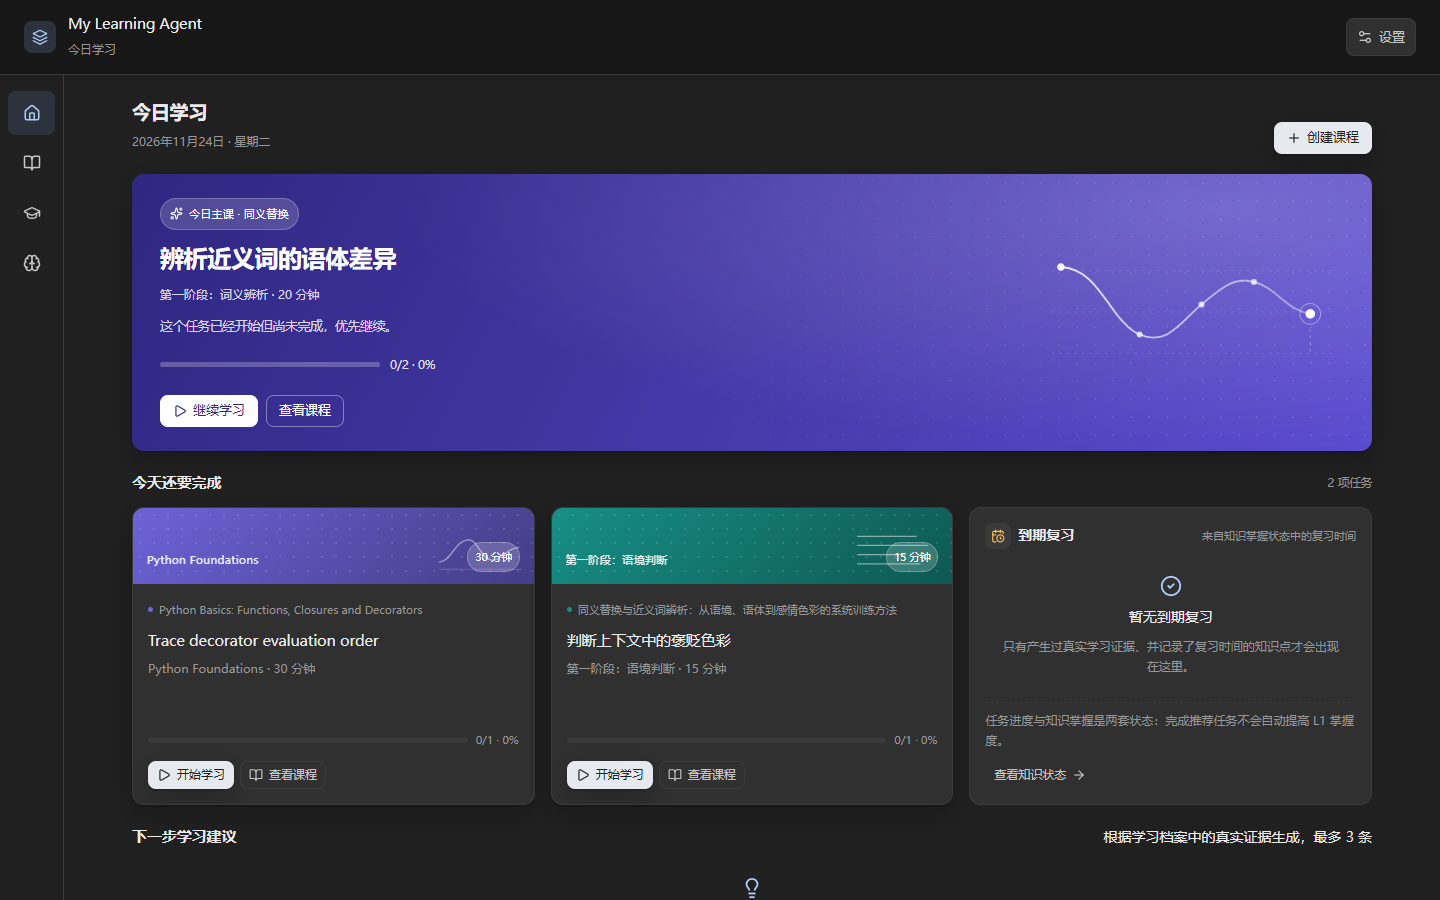 My Learning Agent
今日学习
设置
今日学习
2026年11月24日 · 星期二
创建课程
今日主课 · 同义替换
辨析近义词的语体差异
第一阶段：词义辨析 · 20 分钟
这个任务已经开始但尚未完成，优先继续。
0/2 · 0%
继续学习
查看课程
今天还要完成
2 项任务
Python Foundations
30 分钟
Python Basics: Functions, Closures and Decorators
Trace decorator evaluation order
Python Foundations · 30 分钟
0/1 · 0%
开始学习
查看课程
第一阶段：语境判断
15 分钟
同义替换与近义词辨析：从语境、语体到感情色彩的系统训练方法
判断上下文中的褒贬色彩
第一阶段：语境判断 · 15 分钟
0/1 · 0%
开始学习
查看课程
到期复习
来自知识掌握状态中的复习时间
暂无到期复习
只有产生过真实学习证据、并记录了复习时间的知识点才会出现
在这里。
任务进度与知识掌握是两套状态：完成推荐任务不会自动提高 L1 掌握
度。
查看知识状态
下一步学习建议
根据学习档案中的真实证据生成，最多 3 条